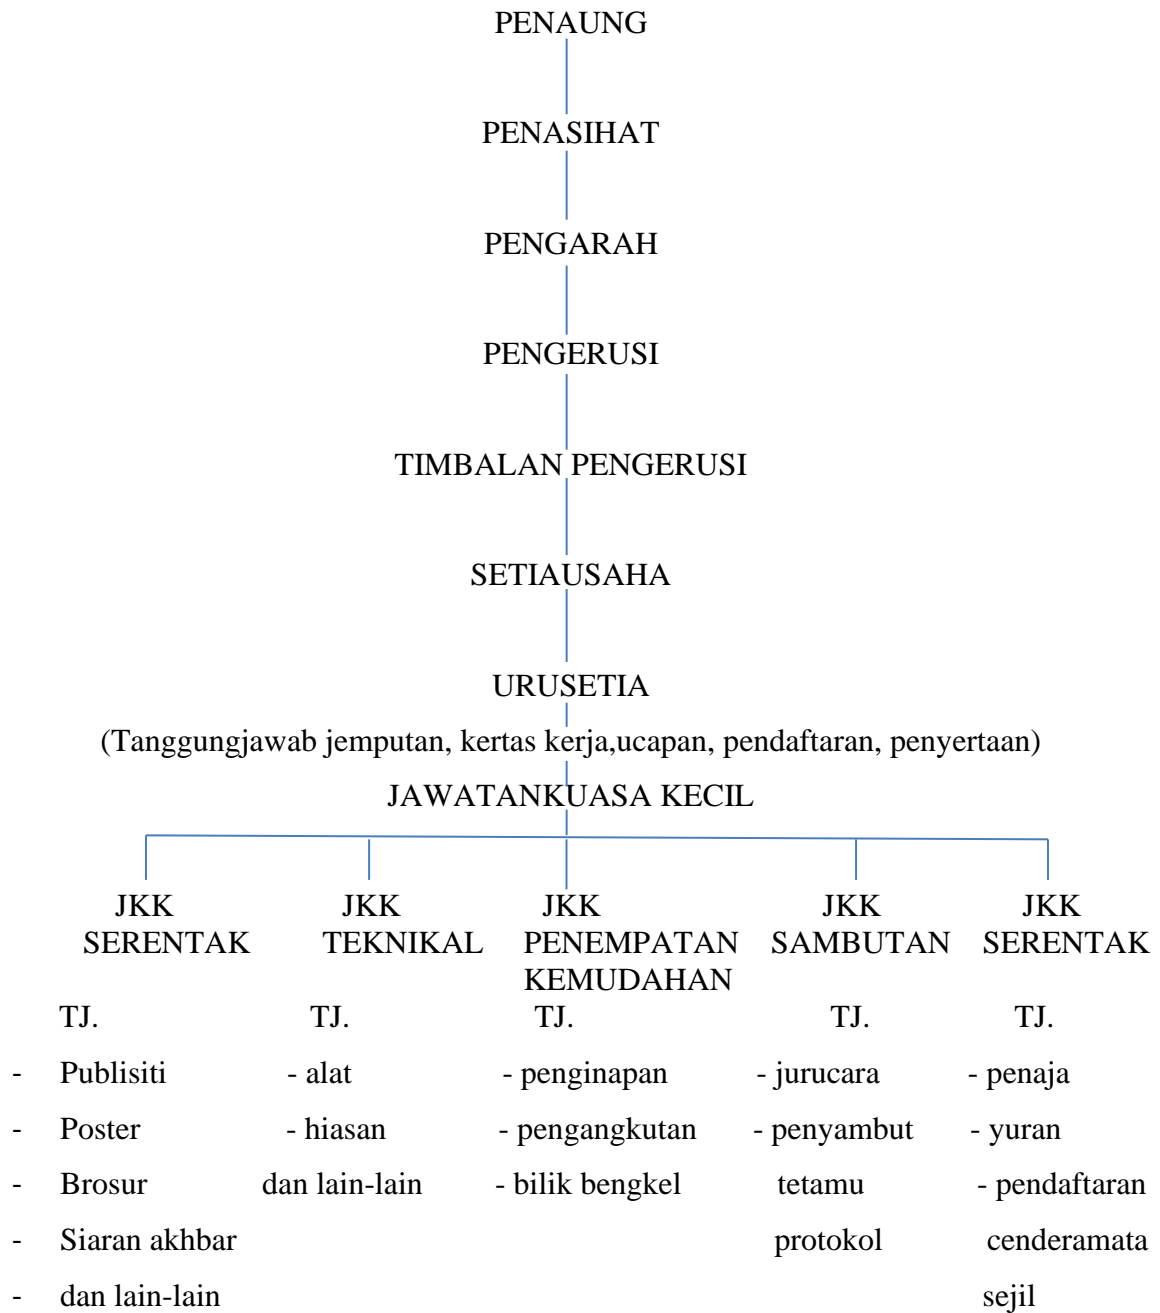 PENAUNG
PENASIHAT
PENGARAH
PENGERUSI
TIMBALAN PENGERUSI
SETIAUSAHA
URUSETIA
(Tanggungjawab jemputan, kertas kerja,ucapan, pendaftaran, penyertaan)
JAWATANKUASA KECIL
JKK JKK JKK JKK JKK
SERENTAK TEKNIKAL PENEMPATAN SAMBUTAN SERENTAK
KEMUDAHAN
TJ. TJ. TJ. TJ. TJ.
- Publisiti - alat - penginapan - jurucara - penaja
- Poster - hiasan - pengangkutan - penyambut - yuran
- Brosur dan lain-lain - bilik bengkel tetamu - pendaftaran
- Siaran akhbar protokol cenderamata
- dan lain-lain sejil